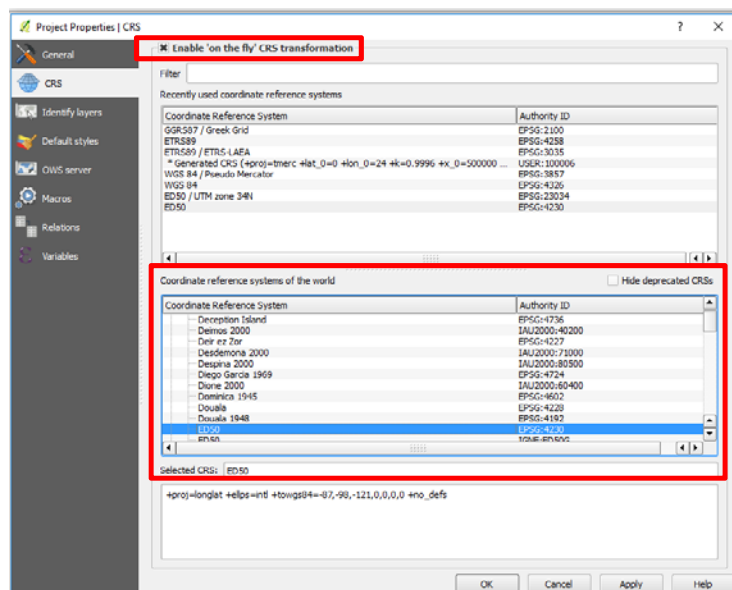 Project Properties | CRS
?
General
CRS
Identify layers
Default styles
OWS server
Macros
Relations
Variables
Enable 'on the fly' CRS transformation
Filter
Recently used coordinate reference systems
Coordinate Reference System Authority ID
GGRS87 / Greek Grid EPSG:2100
ETRS89 EPSG:4258
ETRS89 / ETRS-LAEA EPSG:3035
* Generated CRS (+proj=tmerc +lat_0=0 +lon_0=24 +k=0.9996 +x_0=500000 ... USER:100006
WGS 84 / Pseudo Mercator EPSG:3857
WGS 84 EPSG:4326
ED50 / UTM zone 34N EPSG:23034
ED50 EPSG:4230
Coordinate reference systems of the world Hide deprecated CRSs
Coordinate Reference System Authority ID
Deception Island EPSG:4736
Deimos 2000 IAU2000:40200
Deir ez Zor EPSG:4227
Desdemona 2000 IAU2000:71000
Despina 2000 IAU2000:80500
Diego Garcia 1969 EPSG:4724
Dione 2000 IAU2000:60400
Dominica 1945 EPSG:4602
Douala EPSG:4228
Douala 1948 EPSG:4192
ED50 EPSG:4230
ED50 IGNF:ED50G
Selected CRS: ED50
+proj=longlat +ellps=intl +towgs84=-87,-98,-121,0,0,0,0 +no_defs
OK Cancel Apply Help